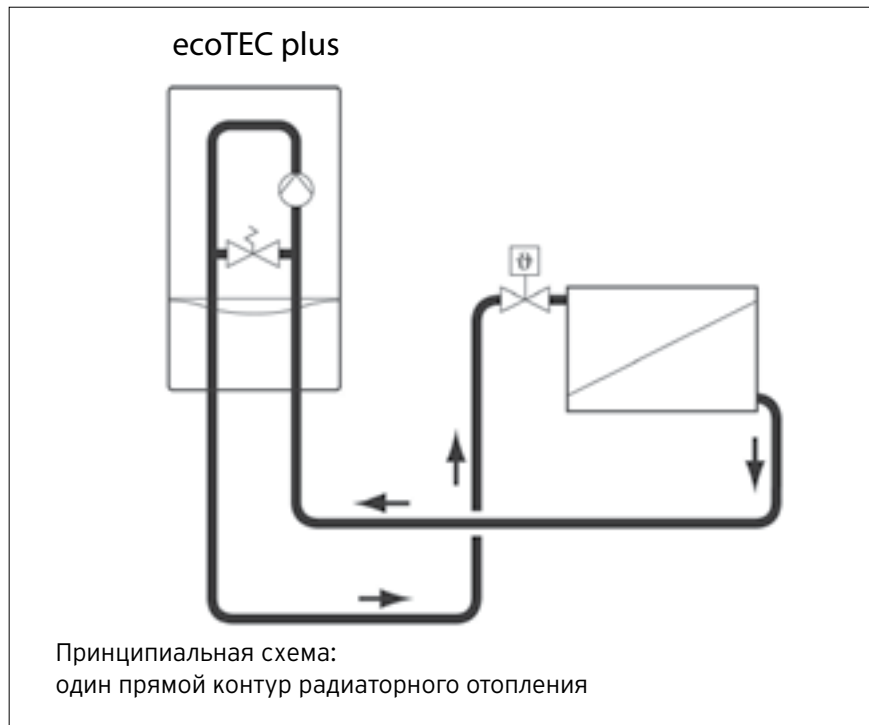 ecoTEC plus
ϑ
Принципиальная схема:
один прямой контур радиаторного отопления